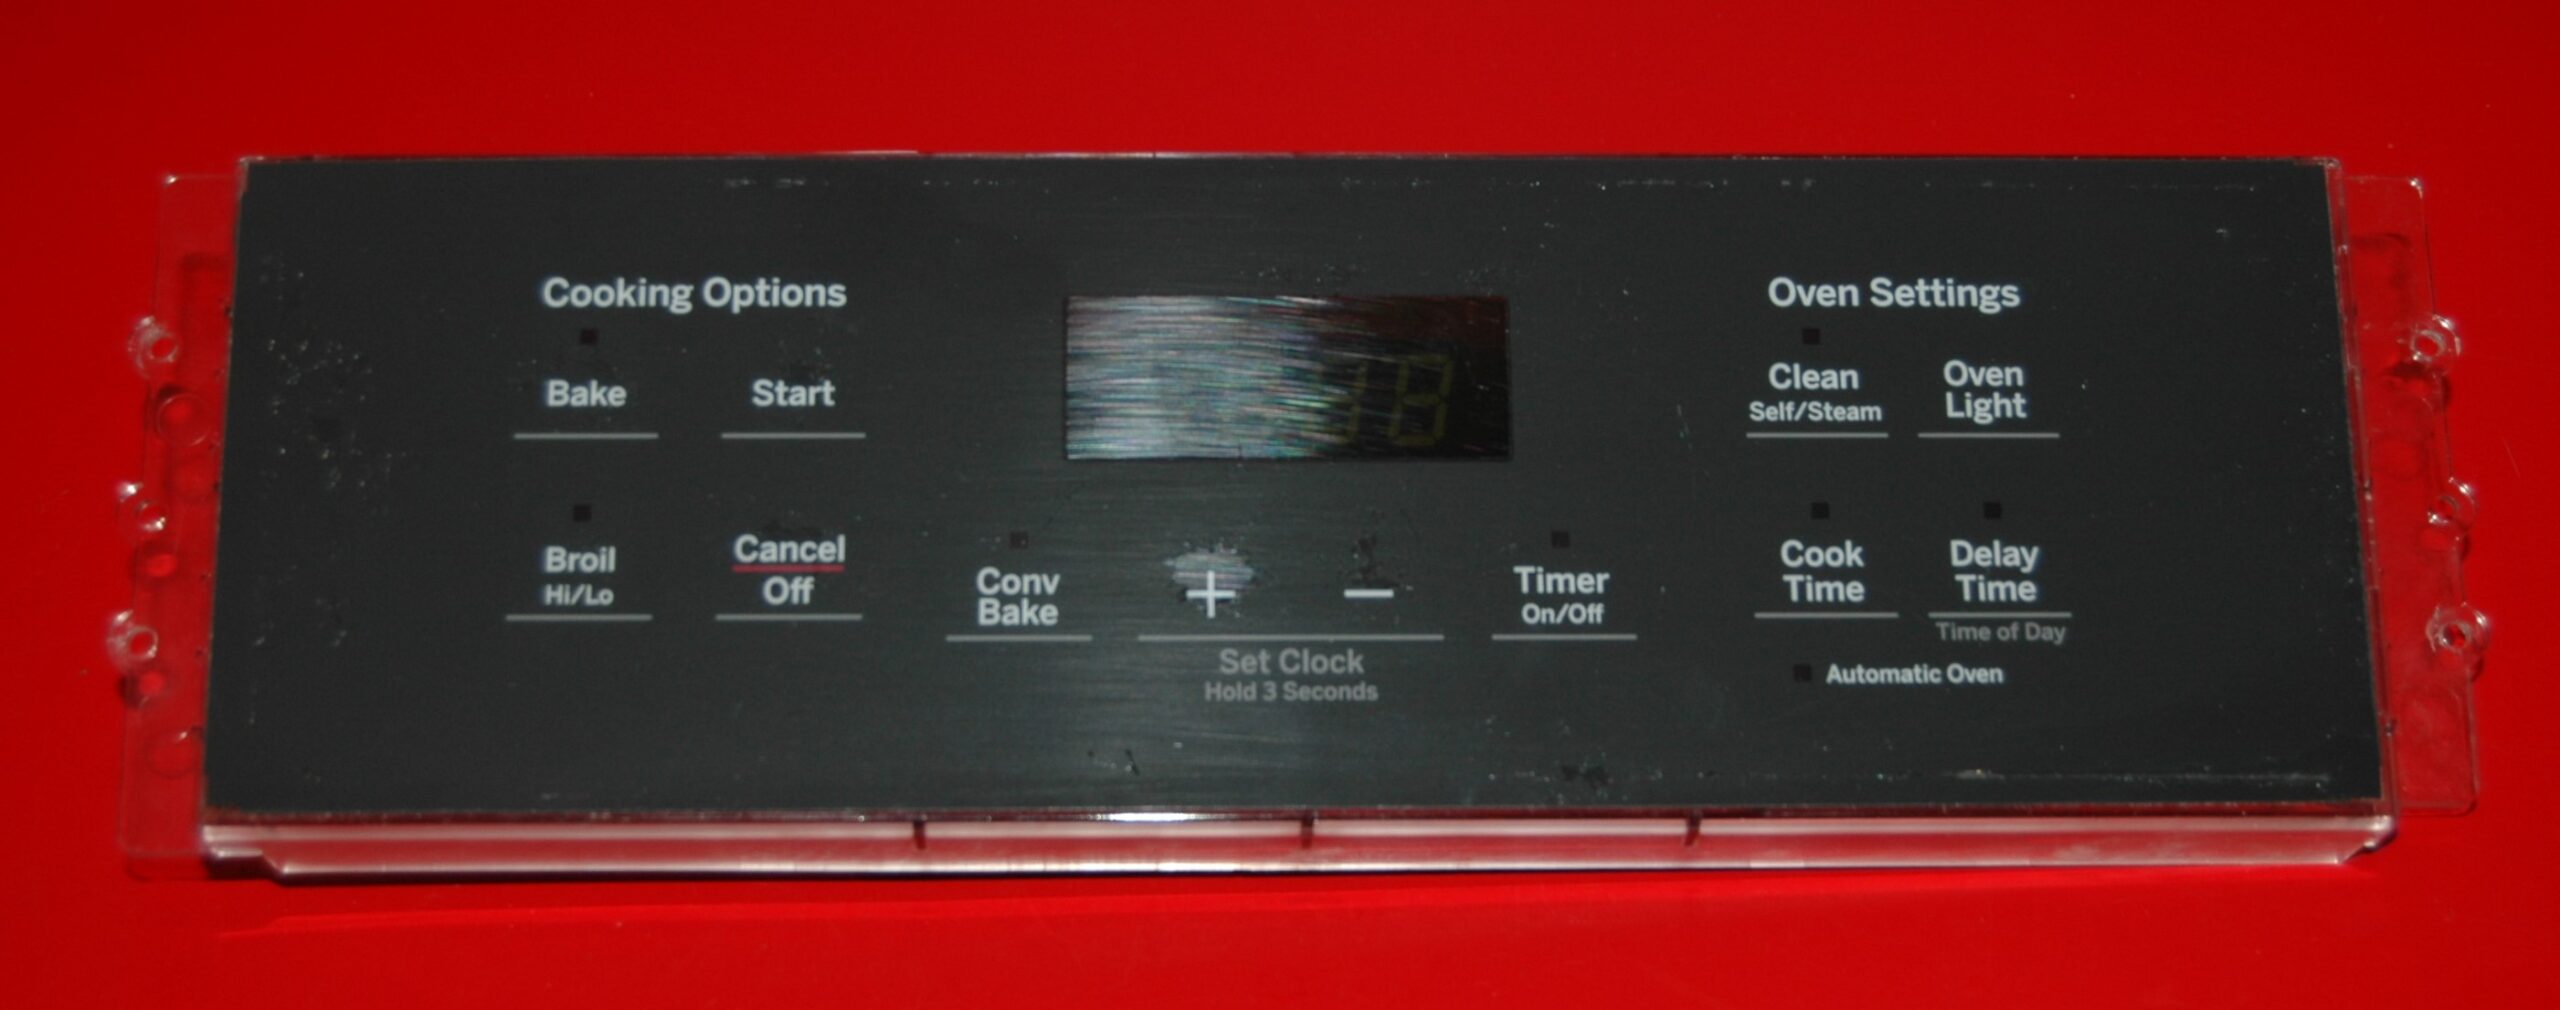 Cooking Options
Bake
Start
Broil
Hi/Lo
Cancel
Off
Conv
Bake
+
−
Set Clock
Hold 3 Seconds
Timer
On/Off
Oven Settings
Clean
Self/Steam
Oven
Light
Cook
Time
Delay
Time
Time of Day
Automatic Oven